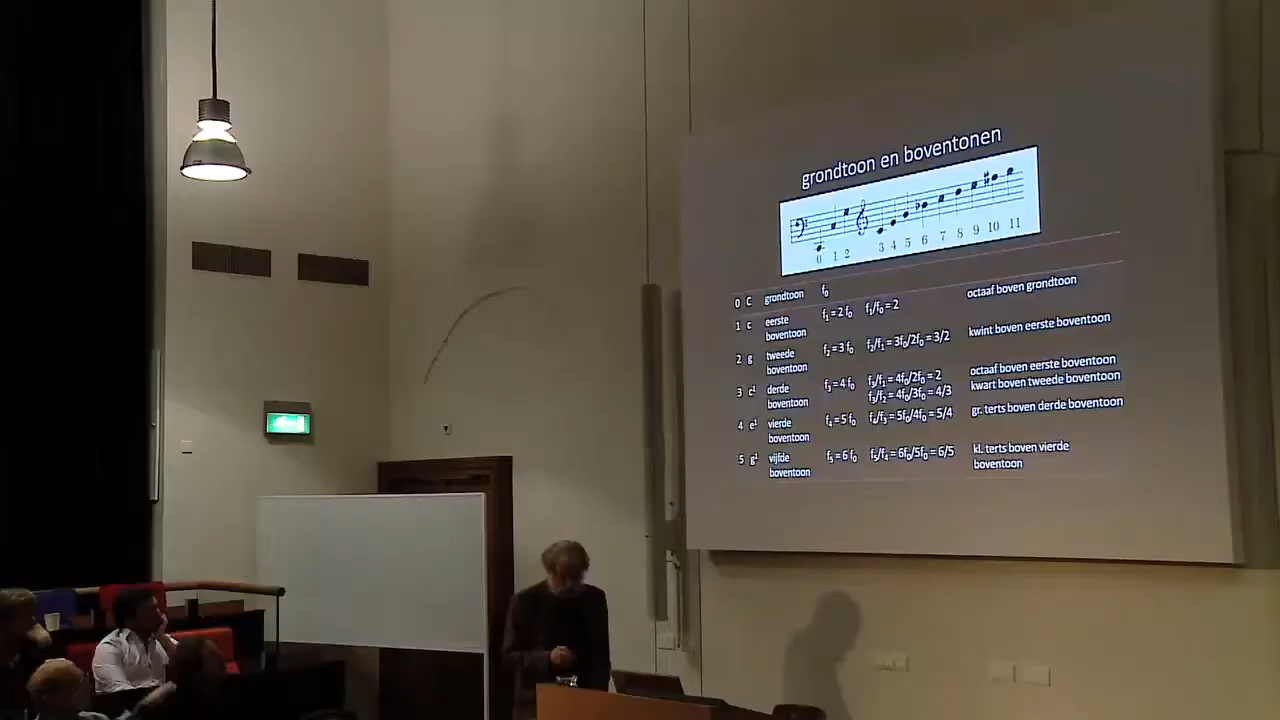 grondtoon en boventonen
0 1 2 3 4 5 6 7 8 9 10 11
0 C grondtoon f₀
1 c eerste boventoon f₁ = 2 f₀ f₁/f₀ = 2 octaaf boven grondtoon
2 g tweede boventoon f₂ = 3 f₀ f₂/f₁ = 3f₀/2f₀ = 3/2 kwint boven eerste boventoon
3 c¹ derde boventoon f₃ = 4 f₀ f₃/f₁ = 4f₀/2f₀ = 2 octaaf boven eerste boventoon
f₃/f₂ = 4f₀/3f₀ = 4/3 kwart boven tweede boventoon
4 e¹ vierde boventoon f₄ = 5 f₀ f₄/f₃ = 5f₀/4f₀ = 5/4 gr. terts boven derde boventoon
5 g¹ vijfde boventoon f₅ = 6 f₀ f₅/f₄ = 6f₀/5f₀ = 6/5 kl. terts boven vierde boventoon